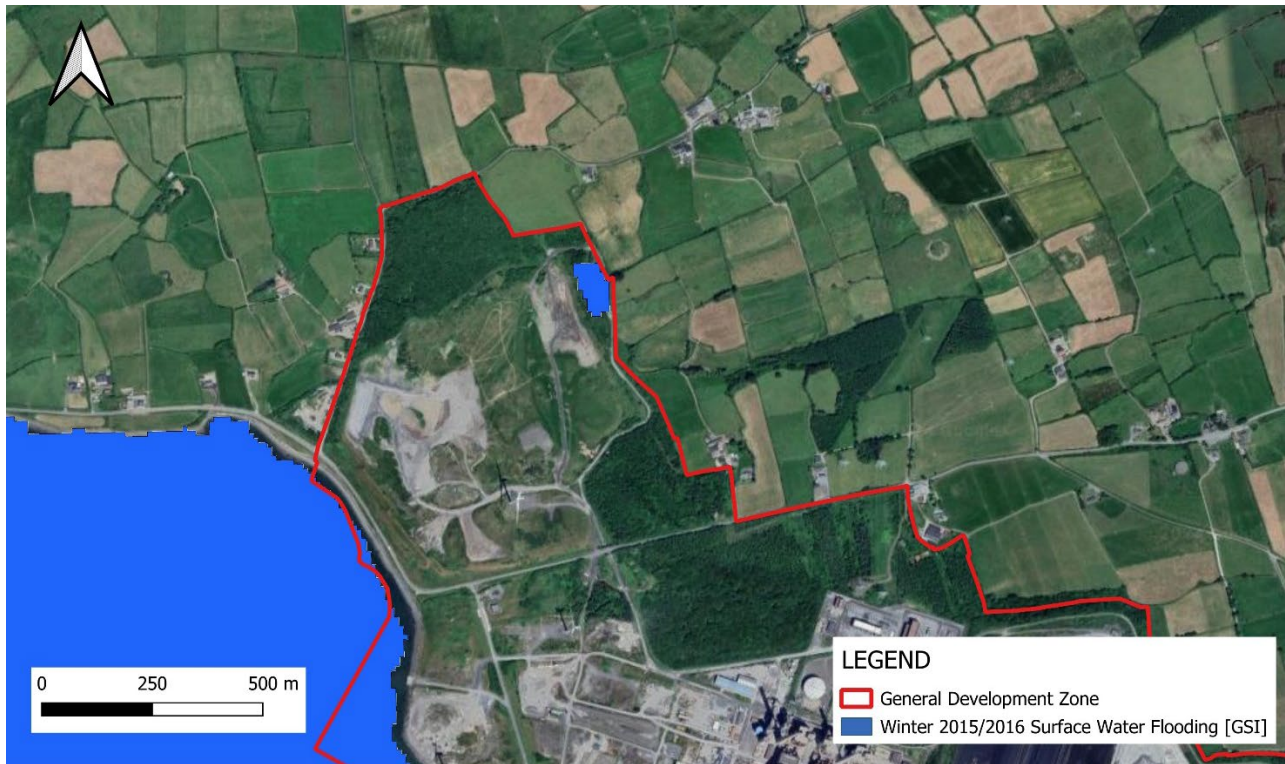 0 250 500 m
LEGEND
General Development Zone
Winter 2015/2016 Surface Water Flooding [GSI]